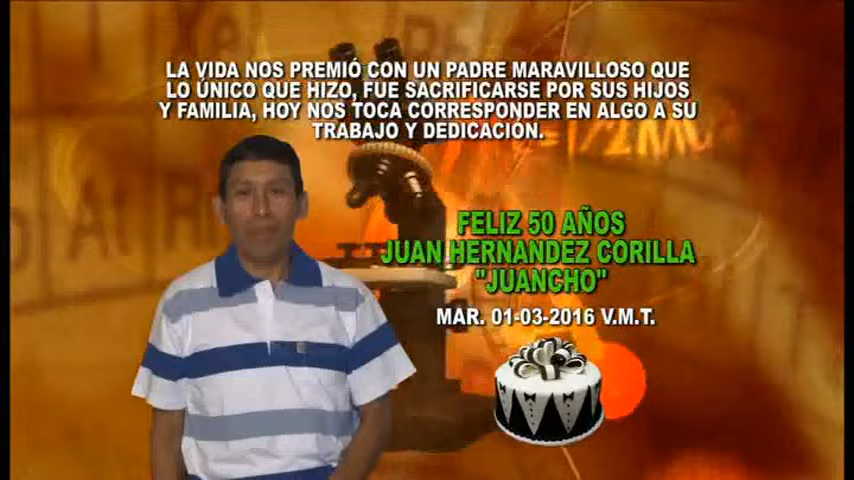 LA VIDA NOS PREMIÓ CON UN PADRE MARAVILLOSO QUE
LO ÚNICO QUE HIZO, FUE SACRIFICARSE POR SUS HIJOS
Y FAMILIA, HOY NOS TOCA CORRESPONDER EN ALGO A SU
TRABAJO Y DEDICACIÓN.
FELIZ 50 AÑOS
JUAN HERNANDEZ CORILLA
"JUANCHO"
MAR. 01-03-2016 V.M.T.